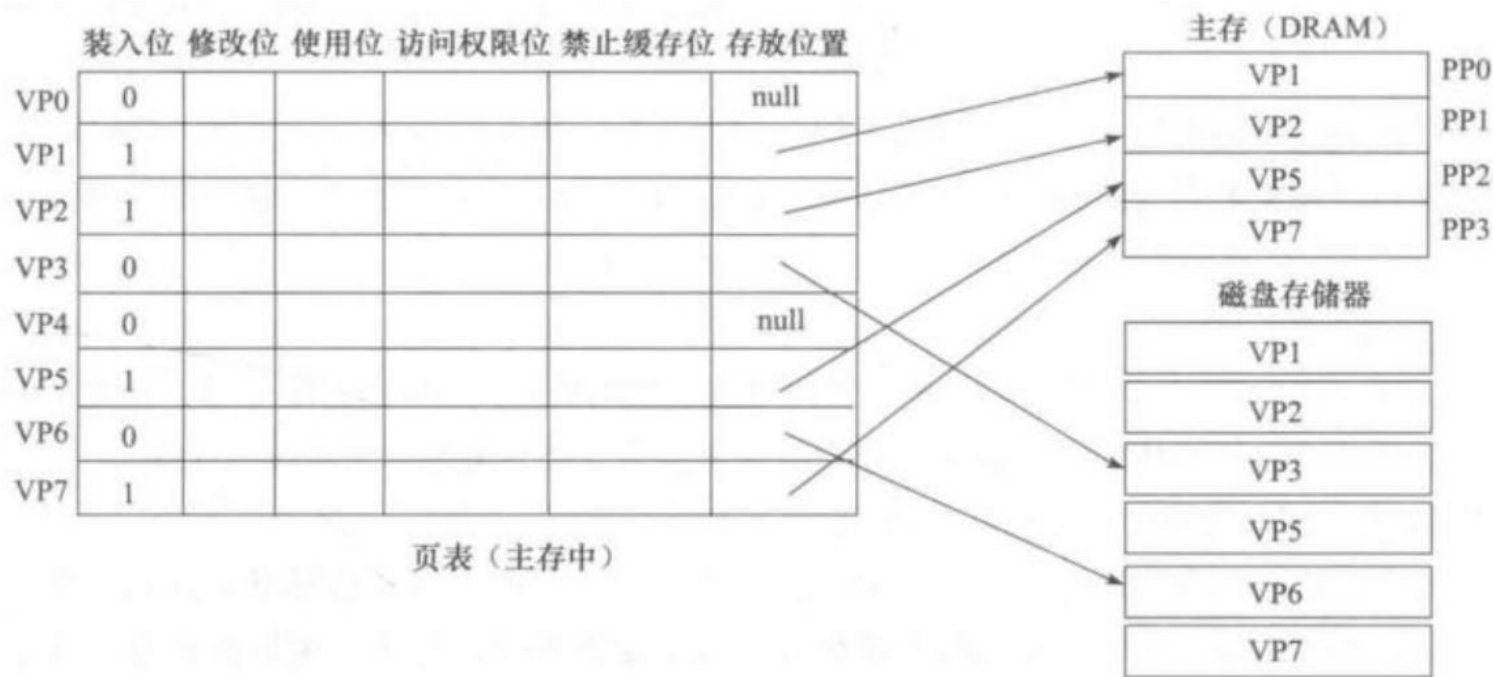 装入位 修改位 使用位 访问权限位 禁止缓存位 存放位置
VP0 0 null
VP1 1
VP2 1
VP3 0
VP4 0 null
VP5 1
VP6 0
VP7 1
页表（主存中）
主存（DRAM）
VP1 PP0
VP2 PP1
VP5 PP2
VP7 PP3
磁盘存储器
VP1
VP2
VP3
VP5
VP6
VP7